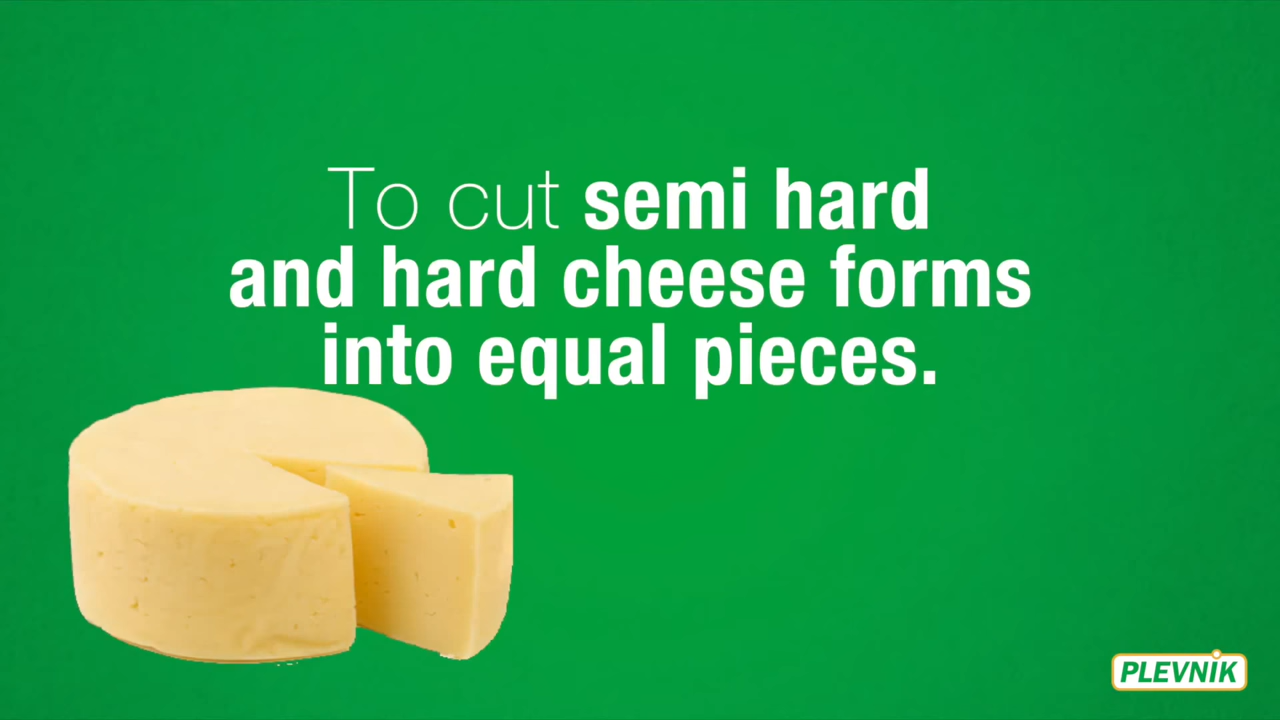 To cut semi hard
and hard cheese forms
into equal pieces.
PLEVNIK